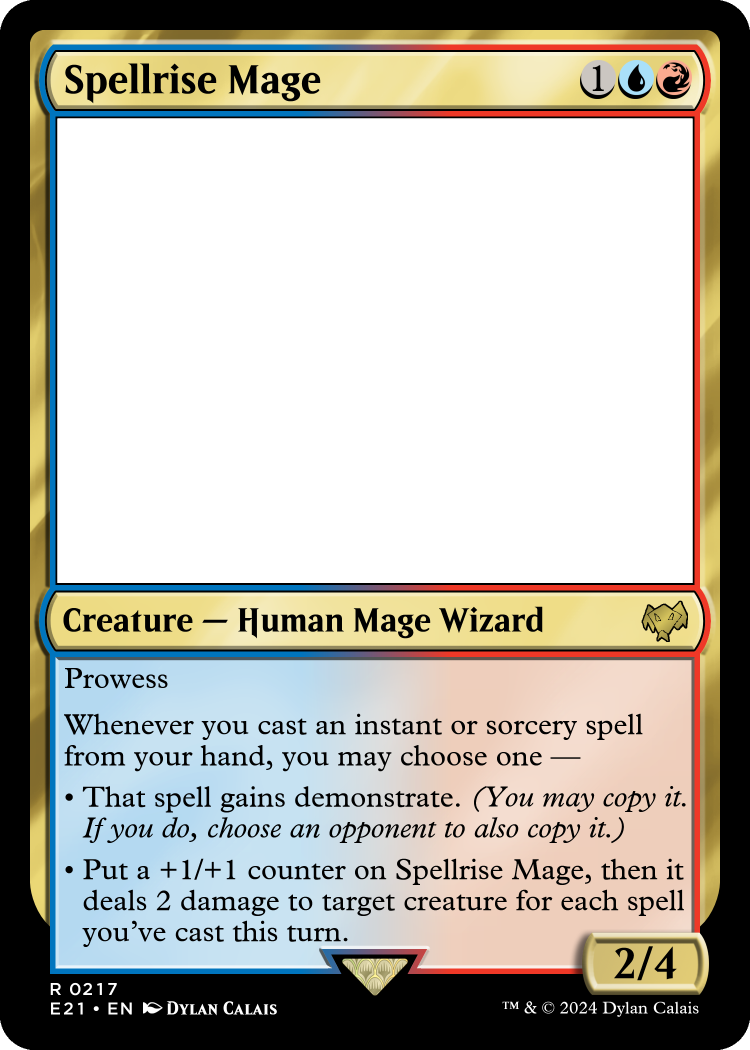 Spellrise Mage 1
Creature — Human Mage Wizard
Prowess
Whenever you cast an instant or sorcery spell
from your hand, you may choose one —
• That spell gains demonstrate. (You may copy it.
If you do, choose an opponent to also copy it.)
• Put a +1/+1 counter on Spellrise Mage, then it
deals 2 damage to target creature for each spell
you've cast this turn.
2/4
R 0217
E21 • EN Dylan Calais
™ & © 2024 Dylan Calais